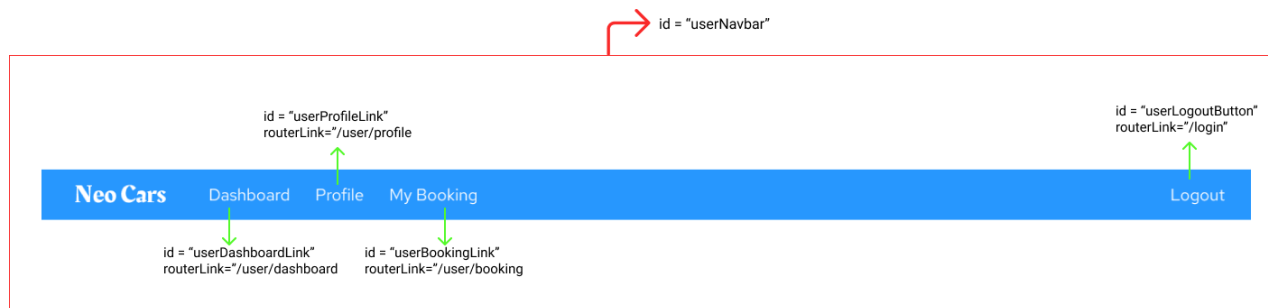 id = “userNavbar”
id = “userProfileLink”
routerLink=”/user/profile
id = “userLogoutButton”
routerLink=”/login”
Neo Cars Dashboard Profile My Booking Logout
id = “userDashboardLink”
routerLink=”/user/dashboard
id = “userBookingLink”
routerLink=”/user/booking